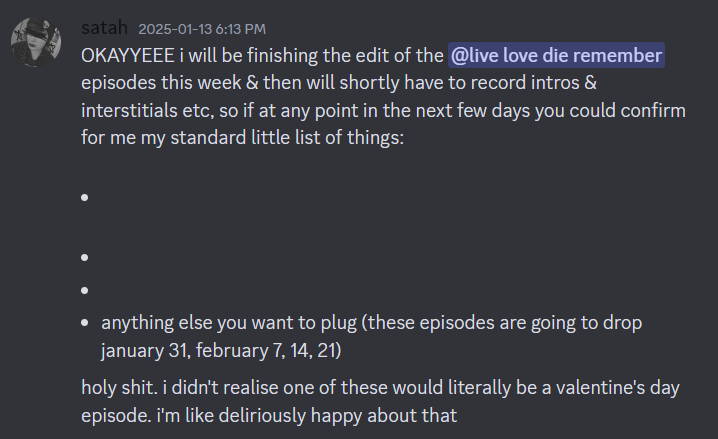 satah 2025-01-13 6:13 PM
OKAYYEEE i will be finishing the edit of the @live love die remember
episodes this week & then will shortly have to record intros &
interstitials etc, so if at any point in the next few days you could confirm
for me my standard little list of things:
•
•
•
• anything else you want to plug (these episodes are going to drop
january 31, february 7, 14, 21)
holy shit. i didn't realise one of these would literally be a valentine's day
episode. i'm like deliriously happy about that